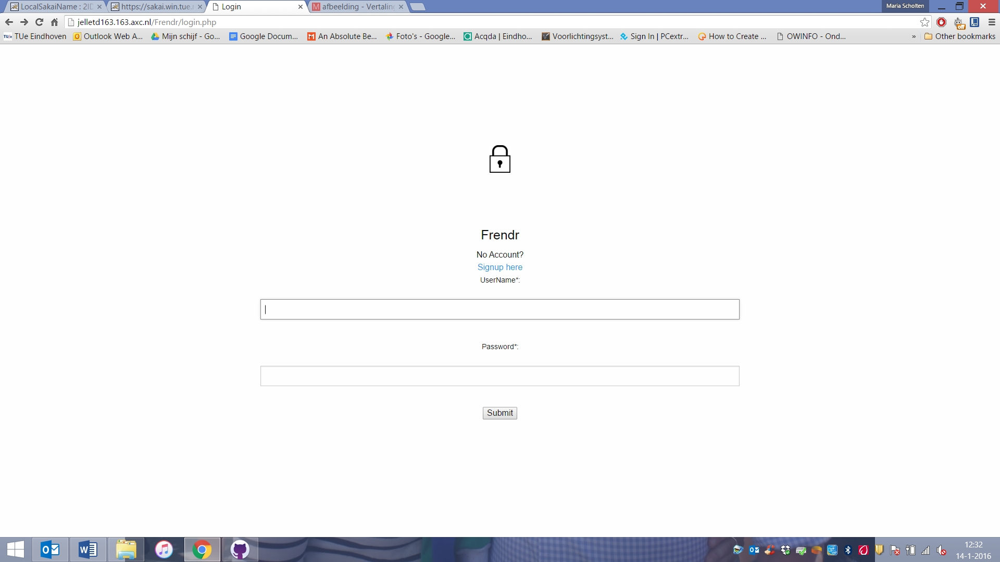 LocalSakaiName : 2ID
https://sakai.win.tue.
Login
afbeelding - Vertaling
Maria Scholten
jelletd163.163.axc.nl/Frendr/login.php
off
TU/e TUe Eindhoven
Outlook Web A...
Mijn schijf - Go...
Google Docum...
An Absolute Be...
Foto's - Google...
Acqda | Eindho...
Voorlichtingsyst...
Sign In | PCextr...
How to Create ...
OWINFO - Ond...
»
Other bookmarks
Frendr
No Account?
Signup here
UserName*:
Password*:
Submit
12:32
14-1-2016